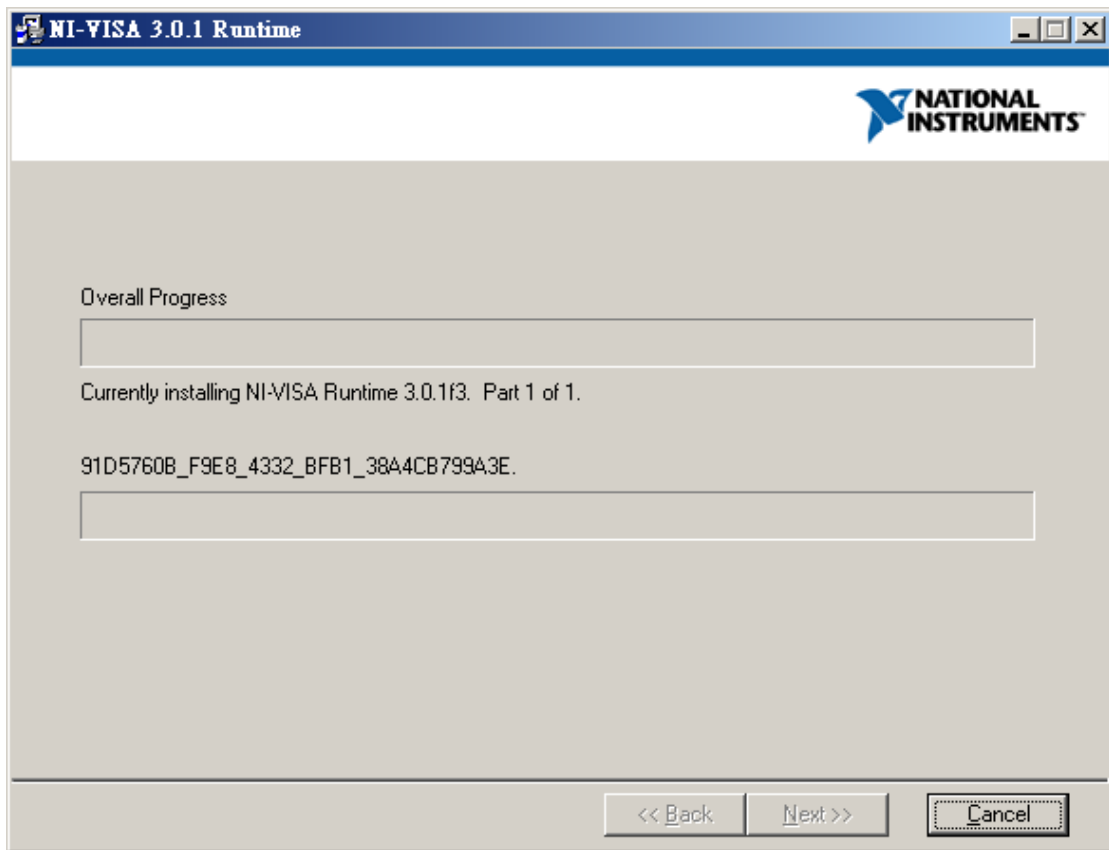 NI-VISA 3.0.1 Runtime
NATIONAL
INSTRUMENTS™
Overall Progress
Currently installing NI-VISA Runtime 3.0.1f3. Part 1 of 1.
91D5760B_F9E8_4332_BFB1_38A4CB799A3E.
<< Back
Next >>
Cancel